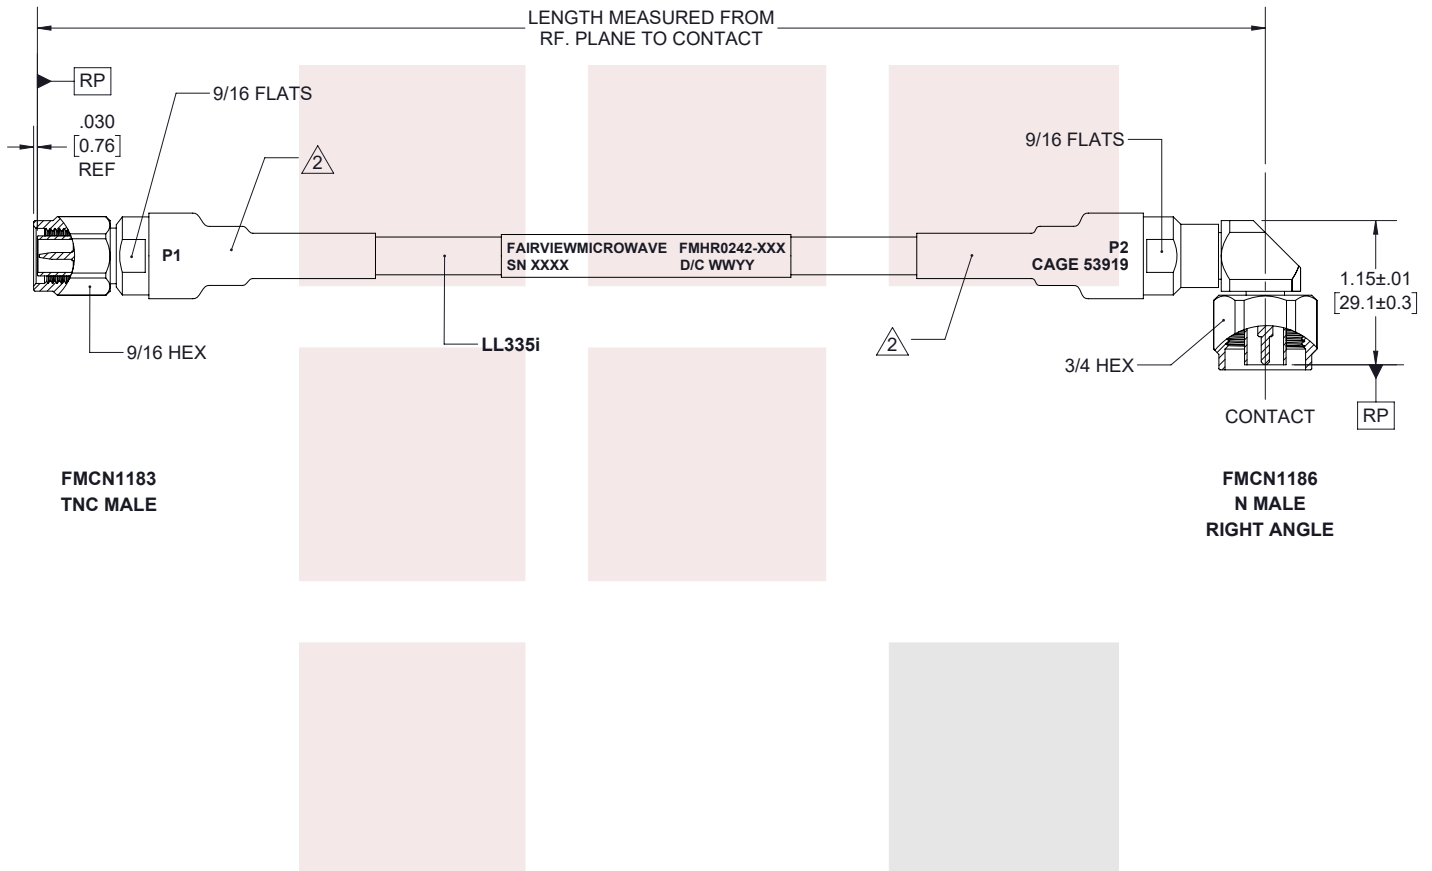 LENGTH MEASURED FROM
RF. PLANE TO CONTACT
RP
9/16 FLATS
.030
[0.76]
REF
2
9/16 FLATS
P1
FAIRVIEWMICROWAVE FMHR0242-XXX
SN XXXX D/C WWYY
P2
CAGE 53919
1.15±.01
[29.1±0.3]
9/16 HEX
LL335i
2
3/4 HEX
CONTACT
RP
FMCN1183
TNC MALE
FMCN1186
N MALE
RIGHT ANGLE